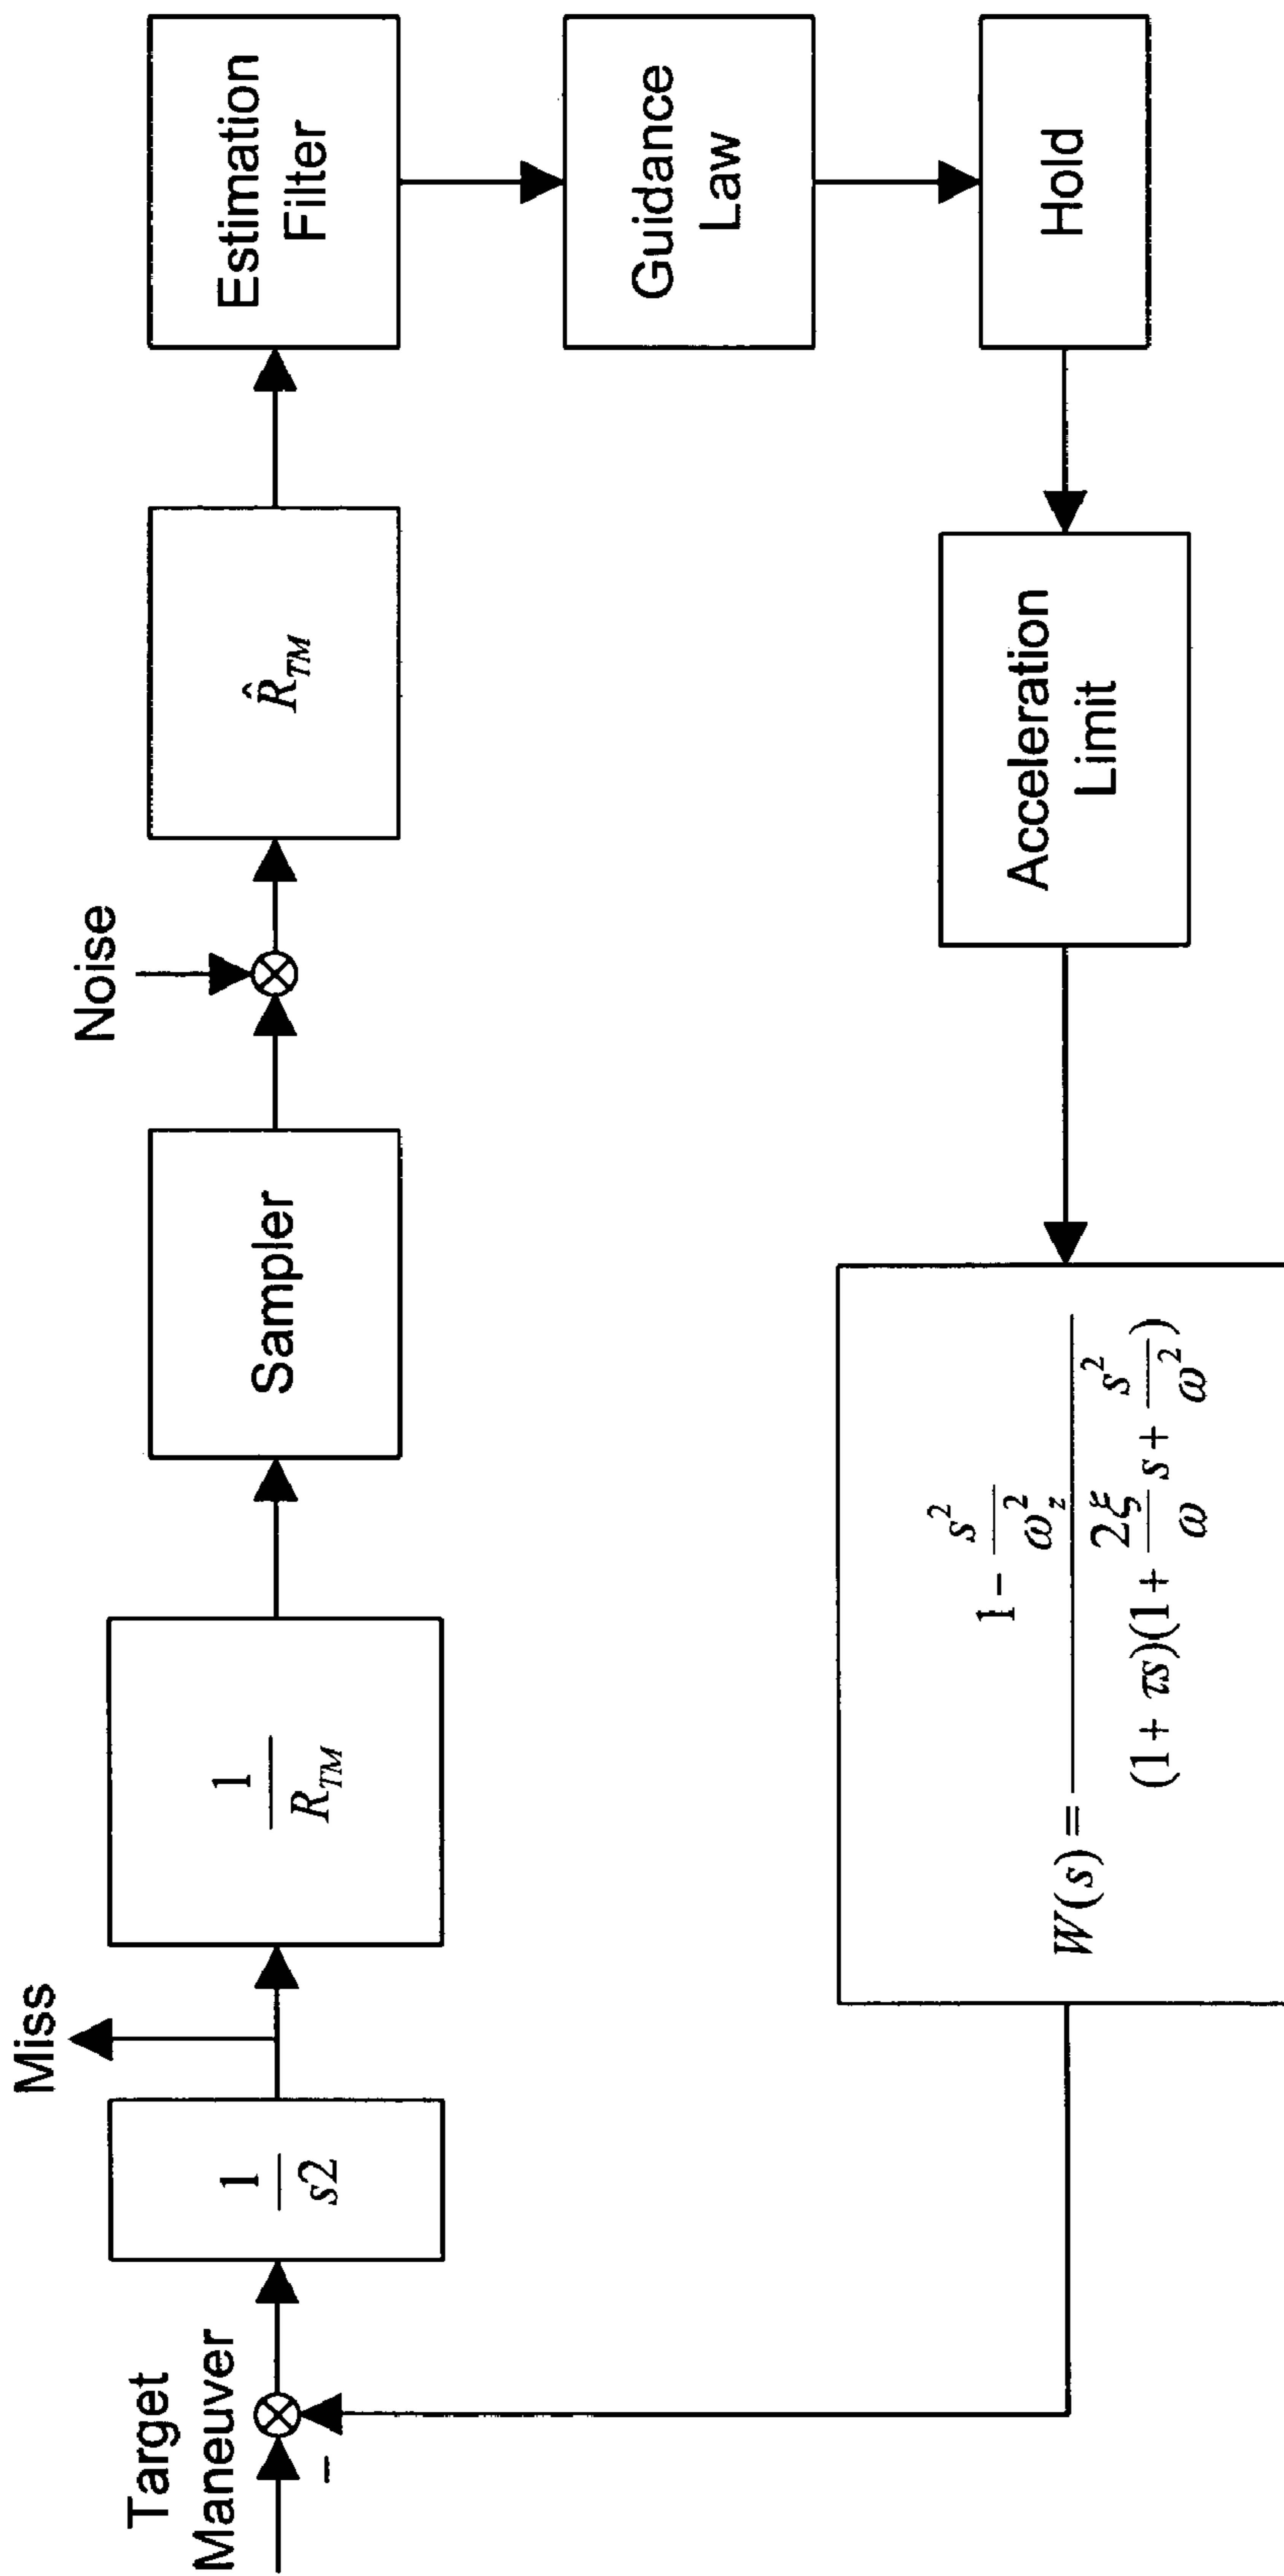 Target
Maneuver
−
1
s2
Miss
1
R_TM
Sampler
Noise
R̂_TM
Estimation
Filter
Guidance
Law
Hold
Acceleration
Limit
W(s) = (1 − s²/ω_z²) / ((1 + τs)(1 + (2ξ/ω)s + s²/ω²))